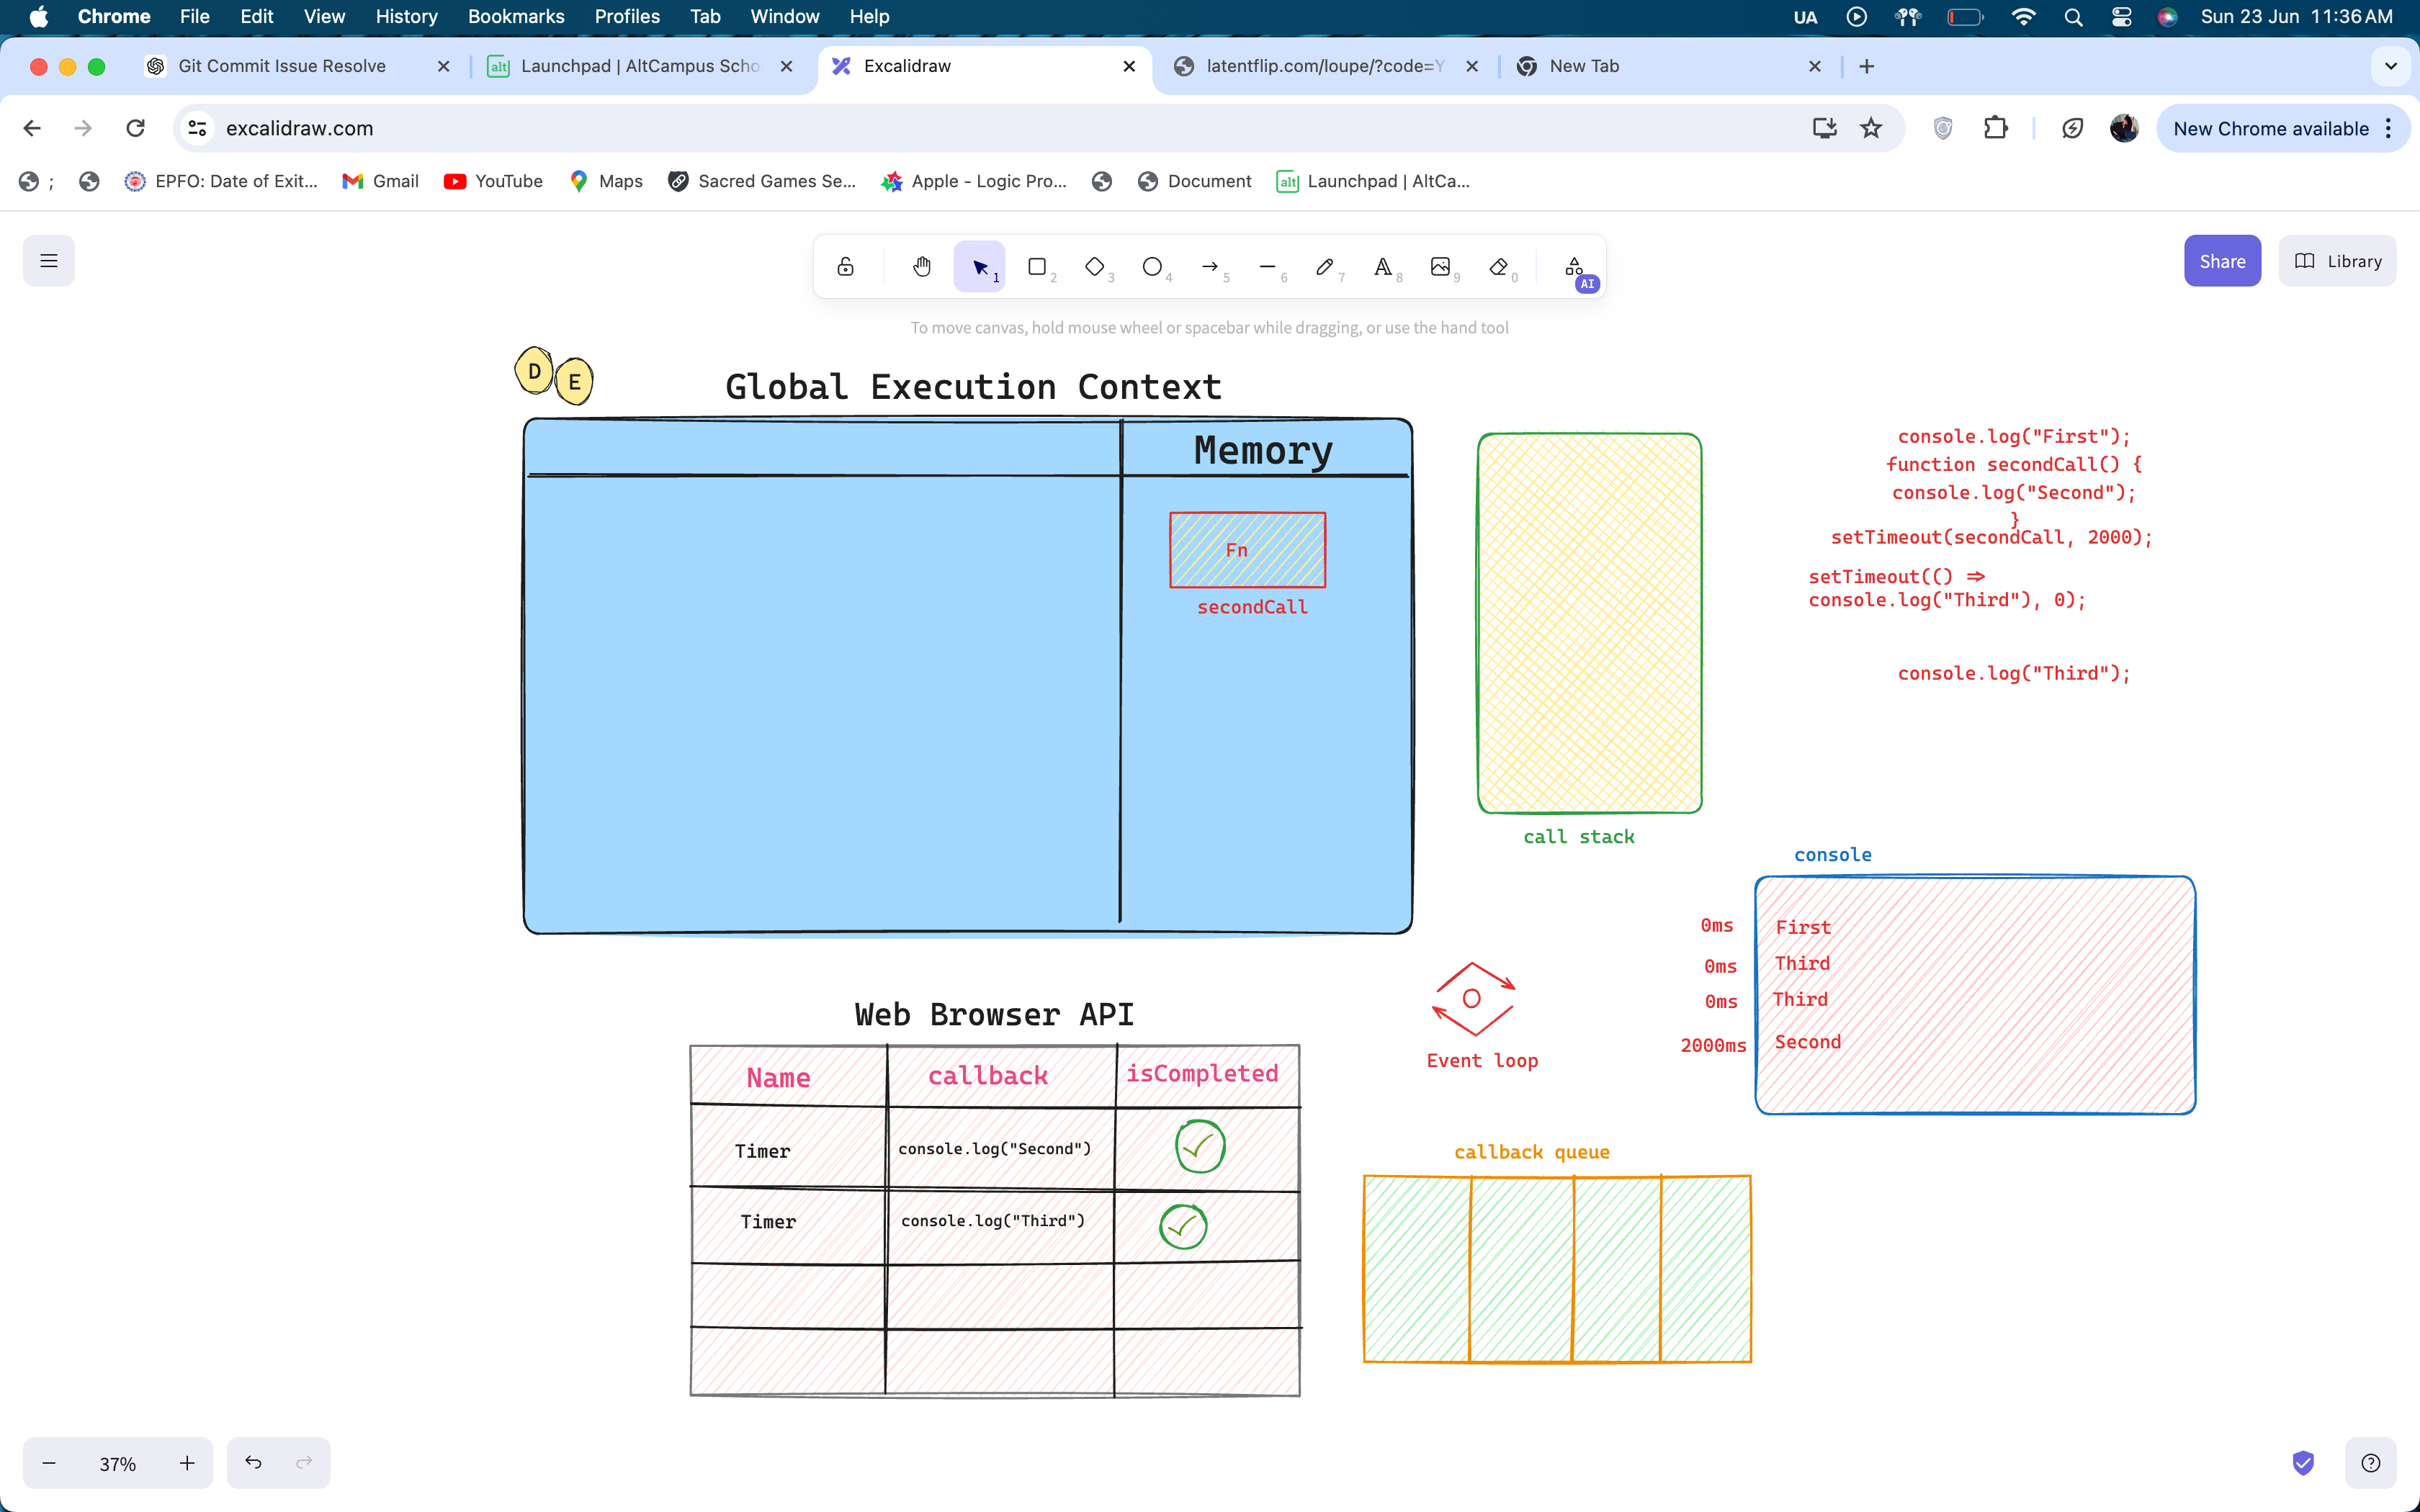 Chrome File Edit View History Bookmarks Profiles Tab Window Help UA Sun 23 Jun 11:36 AM
Git Commit Issue Resolve alt Launchpad | AltCampus Scho Excalidraw latentflip.com/loupe/?code=Y New Tab
excalidraw.com New Chrome available
; EPFO: Date of Exit... Gmail YouTube Maps Sacred Games Se... Apple - Logic Pro... Document alt Launchpad | AltCa...
1 2 3 4 5 6 7 8 9 0 AI Share Library
To move canvas, hold mouse wheel or spacebar while dragging, or use the hand tool
D E
Global Execution Context
Memory
Fn
secondCall
call stack
console.log("First");
function secondCall() {
console.log("Second");
}
setTimeout(secondCall, 2000);
setTimeout(() =>
console.log("Third"), 0);
console.log("Third");
console
0ms First
0ms Third
0ms Third
2000ms Second
Event loop
Web Browser API
Name callback isCompleted
Timer console.log("Second")
Timer console.log("Third")
callback queue
37%